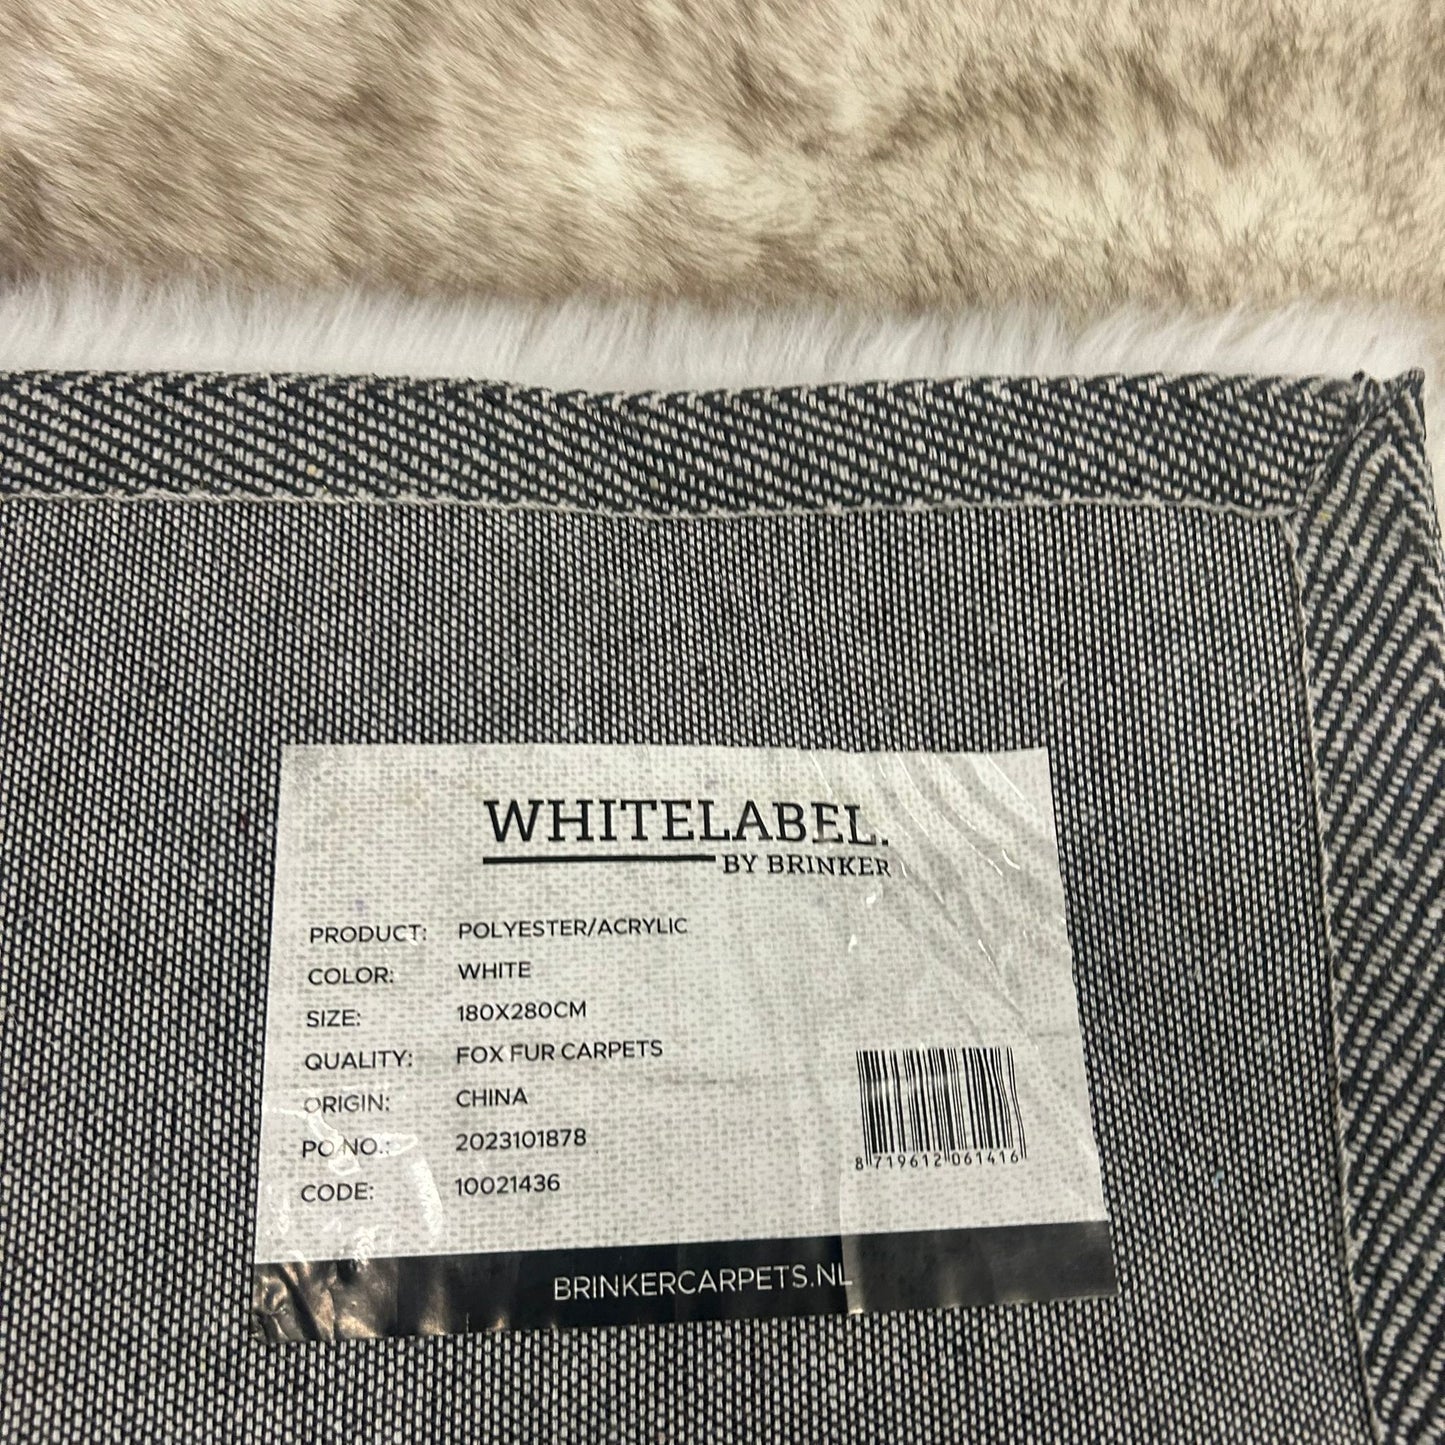 WHITELABEL.
BY BRINKER
PRODUCT: POLYESTER/ACRYLIC
COLOR: WHITE
SIZE: 180X280CM
QUALITY: FOX FUR CARPETS
ORIGIN: CHINA
PO NO.: 2023101878
CODE: 10021436
8 719612 061416
BRINKERCARPETS.NL